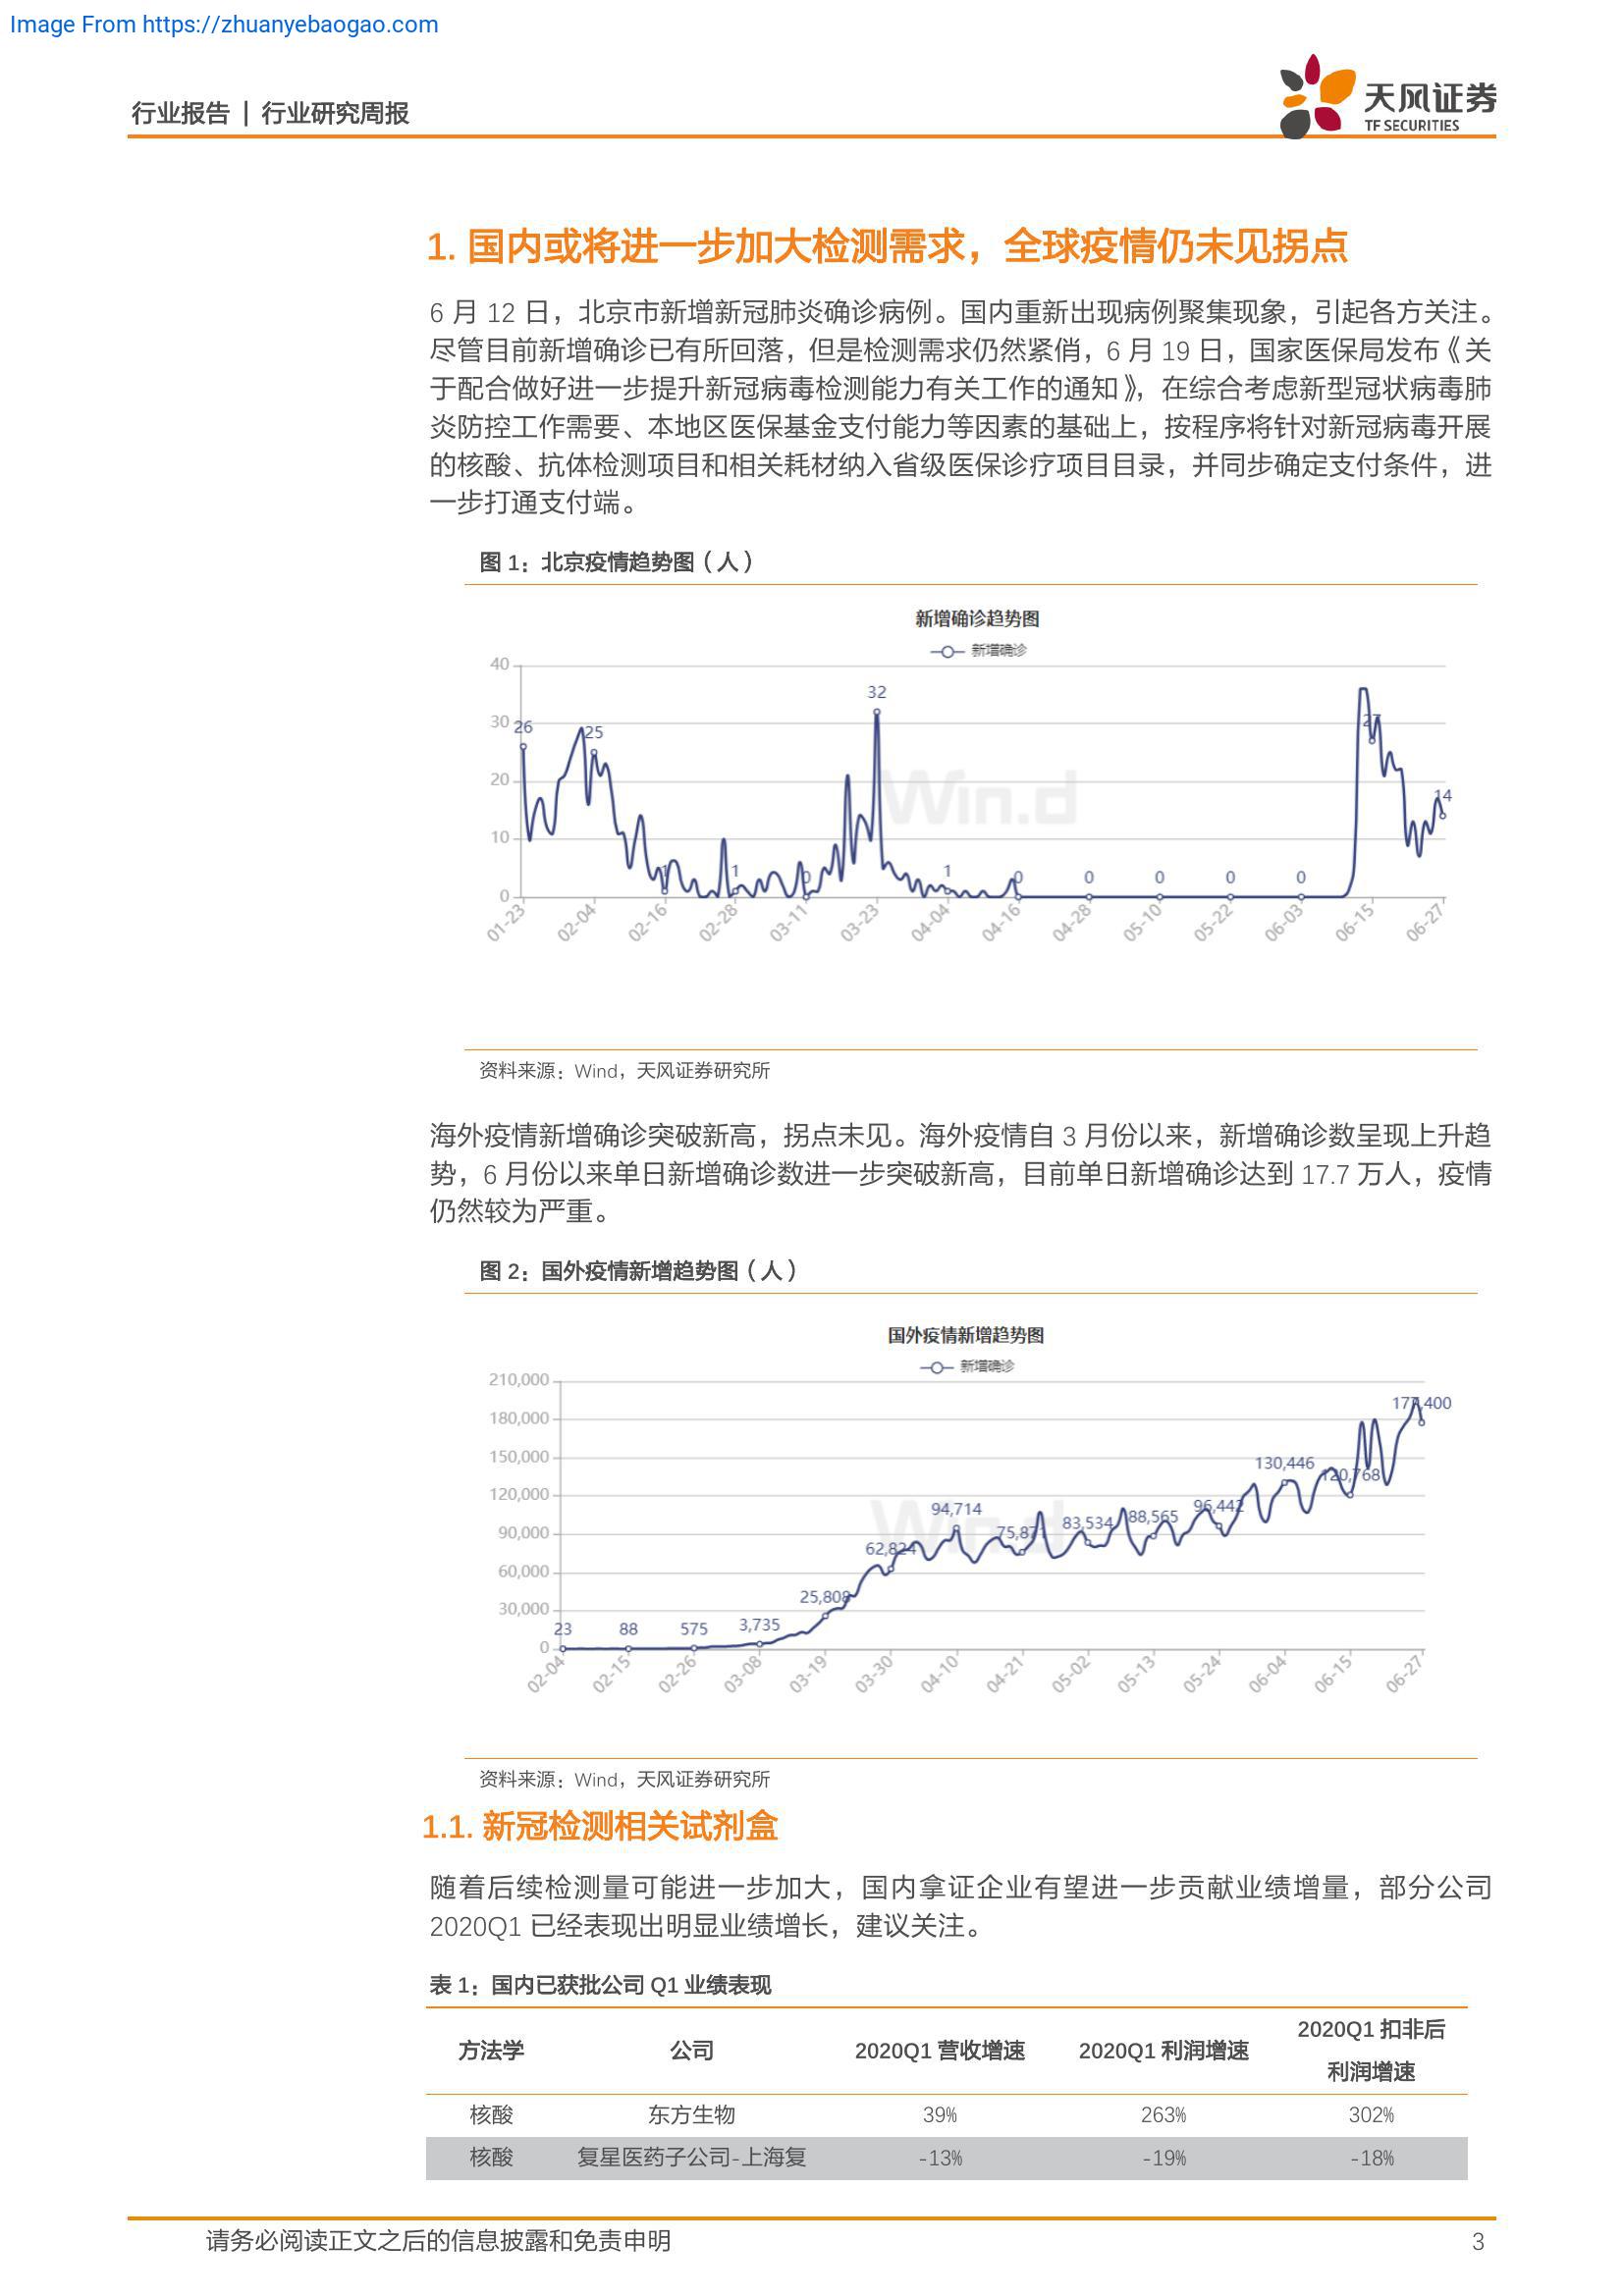 Image From https://zhuanyebaogao.com
行业报告 | 行业研究周报
天风证券
TF SECURITIES
1. 国内或将进一步加大检测需求，全球疫情仍未见拐点
6 月 12 日，北京市新增新冠肺炎确诊病例。国内重新出现病例聚集现象，引起各方关注。
尽管目前新增确诊已有所回落，但是检测需求仍然紧俏，6 月 19 日，国家医保局发布《关
于配合做好进一步提升新冠病毒检测能力有关工作的通知》，在综合考虑新型冠状病毒肺
炎防控工作需要、本地区医保基金支付能力等因素的基础上，按程序将针对新冠病毒开展
的核酸、抗体检测项目和相关耗材纳入省级医保诊疗项目目录，并同步确定支付条件，进
一步打通支付端。
图 1：北京疫情趋势图（人）
新增确诊趋势图
新增确诊
40
30
20
10
0
26
25
1
1
0
32
1
0
0
0
0
0
27
14
Win.d
01-23
02-04
02-16
02-28
03-11
03-23
04-04
04-16
04-28
05-10
05-22
06-03
06-15
06-27
资料来源：Wind，天风证券研究所
海外疫情新增确诊突破新高，拐点未见。海外疫情自 3 月份以来，新增确诊数呈现上升趋
势，6 月份以来单日新增确诊数进一步突破新高，目前单日新增确诊达到 17.7 万人，疫情
仍然较为严重。
图 2：国外疫情新增趋势图（人）
国外疫情新增趋势图
新增确诊
210,000
180,000
150,000
120,000
90,000
60,000
30,000
0
23
88
575
3,735
25,808
62,824
94,714
75,871
83,534
88,565
96,442
130,446
120,768
177,400
Win.d
02-04
02-15
02-26
03-08
03-19
03-30
04-10
04-21
05-02
05-13
05-24
06-04
06-15
06-27
资料来源：Wind，天风证券研究所
1.1. 新冠检测相关试剂盒
随着后续检测量可能进一步加大，国内拿证企业有望进一步贡献业绩增量，部分公司
2020Q1 已经表现出明显业绩增长，建议关注。
表 1：国内已获批公司 Q1 业绩表现
方法学 公司 2020Q1 营收增速 2020Q1 利润增速 2020Q1 扣非后
利润增速
核酸 东方生物 39% 263% 302%
核酸 复星医药子公司-上海复 -13% -19% -18%
请务必阅读正文之后的信息披露和免责申明 3